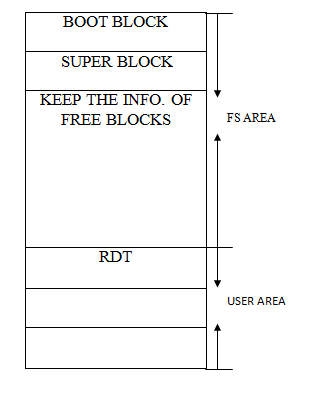 BOOT BLOCK
SUPER BLOCK
KEEP THE INFO. OF
FREE BLOCKS
FS AREA
RDT
USER AREA